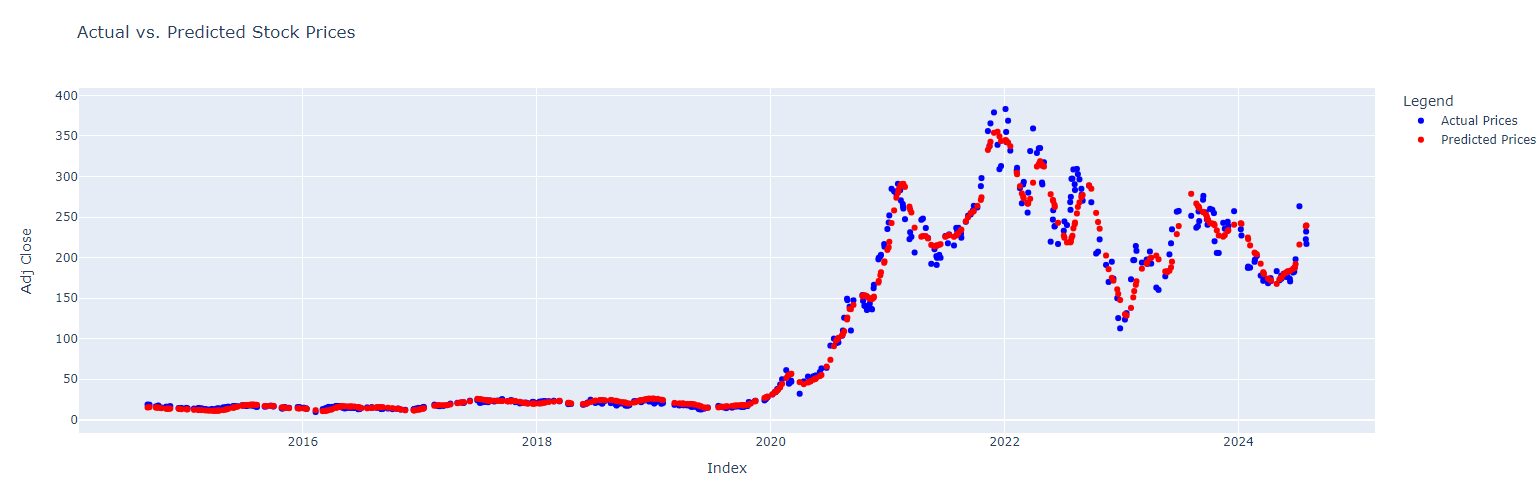 Actual vs. Predicted Stock Prices
Adj Close
400
350
300
250
200
150
100
50
0
2016
2018
2020
2022
2024
Index
Legend
Actual Prices
Predicted Prices